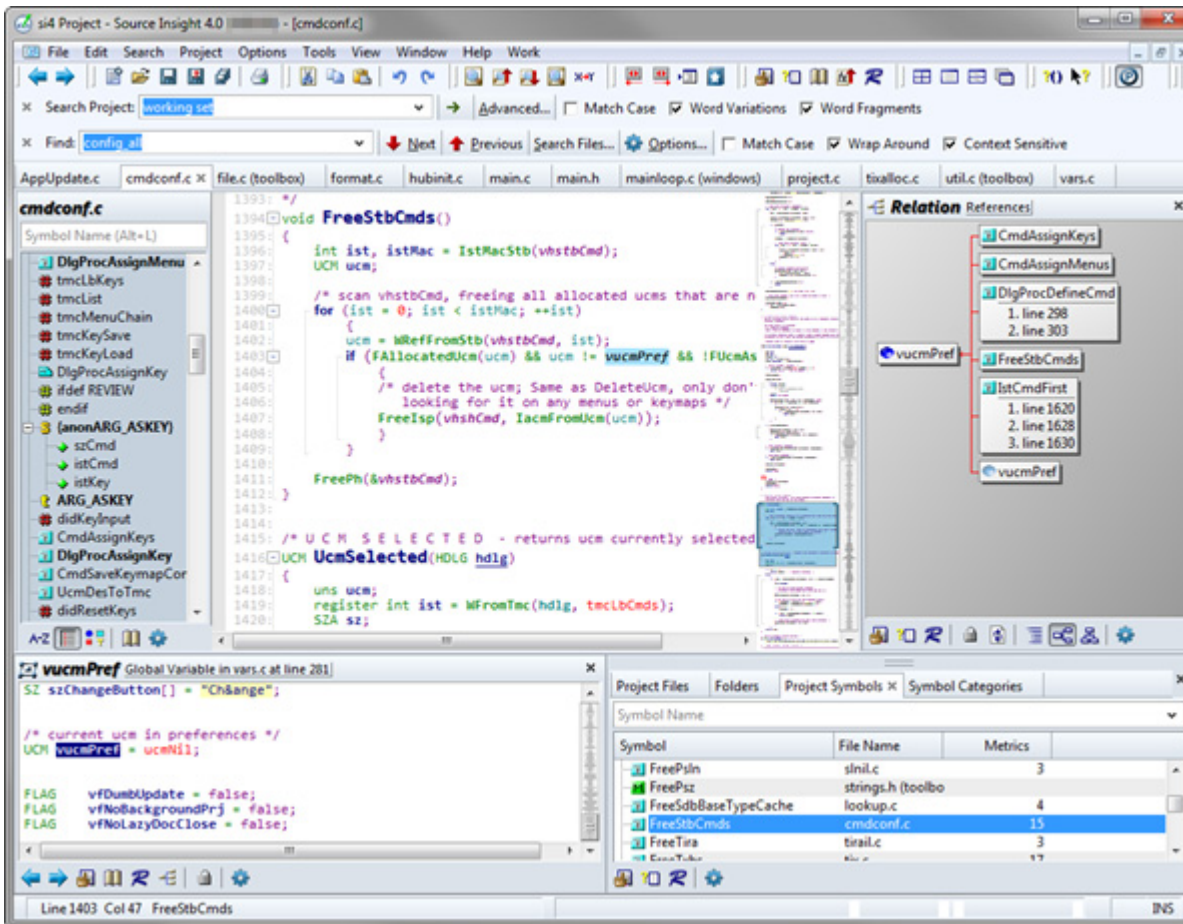 si4 Project - Source Insight 4.0 - [cmdconf.c]
File Edit Search Project Options Tools View Window Help Work
Search Project: working set Advanced... Match Case Word Variations Word Fragments
Find: config_all Next Previous Search Files... Options... Match Case Wrap Around Context Sensitive
AppUpdate.c cmdconf.c file.c (toolbox) format.c hubinit.c main.c main.h mainloop.c (windows) project.c tixalloc.c util.c (toolbox) vars.c
cmdconf.c
Symbol Name (Alt+L)
DlgProcAssignMenu
tmcLbKeys
tmcList
tmcMenuChain
tmcKeySave
tmcKeyLoad
DlgProcAssignKey
ifdef REVIEW
endif
(anonARG_ASKEY)
szCmd
istCmd
istKey
ARG_ASKEY
didKeyInput
CmdAssignKeys
DlgProcAssignKey
CmdSaveKeymapCor
UcmDesToTmc
didResetKeys
A-Z
1393: */
1394: void FreeStbCmds()
1395: {
1396: int ist, istMac = IstMacStb(vhstbCmd);
1397: UCM ucm;
1398:
1399: /* scan vhstbCmd, freeing all allocated ucms that are n
1400: for (ist = 0; ist < istMac; ++ist)
1401: {
1402: ucm = WRefFromStb(vhstbCmd, ist);
1403: if (FAllocatedUcm(ucm) && ucm != vucmPref && !FUcmAs
1404: {
1405: /* delete the ucm; Same as DeleteUcm, only don'
1406: looking for it on any menus or keymaps */
1407: FreeIsp(vhshCmd, IacmFromUcm(ucm));
1408: }
1409: }
1410:
1411: FreePh(&vhstbCmd);
1412: }
1413:
1414:
1415: /* U C M S E L E C T E D - returns ucm currently selected
1416: UCM UcmSelected(HDLG hdlg)
1417: {
1418: uns ucm;
1419: register int ist = WFromTmc(hdlg, tmcLbCmds);
1420: SZA sz;
Relation References
vucmPref
CmdAssignKeys
CmdAssignMenus
DlgProcDefineCmd
1. line 298
2. line 303
FreeStbCmds
IstCmdFirst
1. line 1620
2. line 1628
3. line 1630
vucmPref
vucmPref Global Variable in vars.c at line 281
SZ szChangeButton[] = "Ch&ange";
/* current ucm in preferences */
UCM vucmPref = ucmNil;
FLAG vfDumbUpdate = false;
FLAG vfNoBackgroundPrj = false;
FLAG vfNoLazyDocClose = false;
Project Files Folders Project Symbols Symbol Categories
Symbol Name
Symbol File Name Metrics
FreePsln slnil.c 3
FreePsz strings.h (toolbo
FreeSdbBaseTypeCache lookup.c 4
FreeStbCmds cmdconf.c 15
FreeTira tirail.c 3
17
Line 1403 Col 47 FreeStbCmds
INS